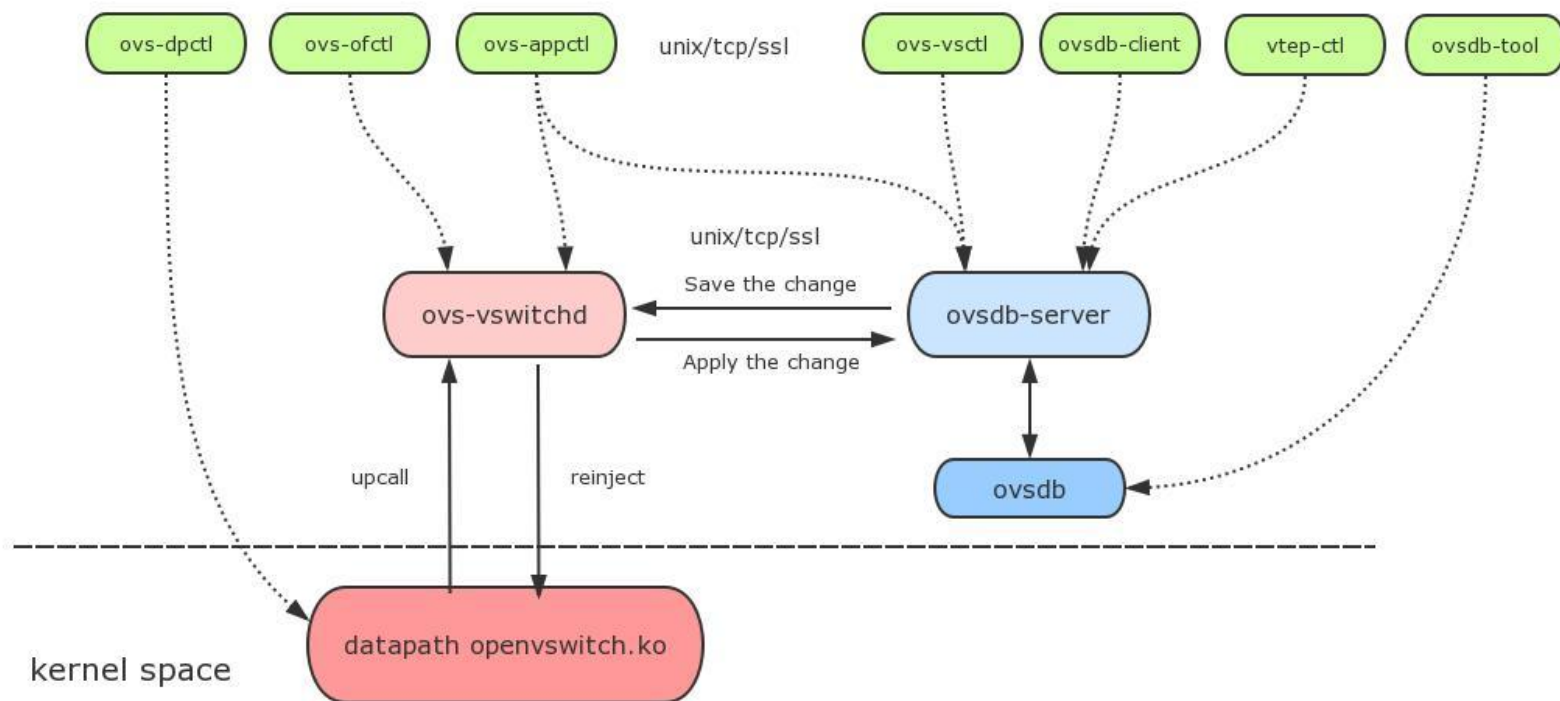 ovs-dpctl
ovs-ofctl
ovs-appctl
unix/tcp/ssl
ovs-vsctl
ovsdb-client
vtep-ctl
ovsdb-tool
unix/tcp/ssl
Save the change
ovs-vswitchd
ovsdb-server
Apply the change
upcall
reinject
ovsdb
datapath openvswitch.ko
kernel space